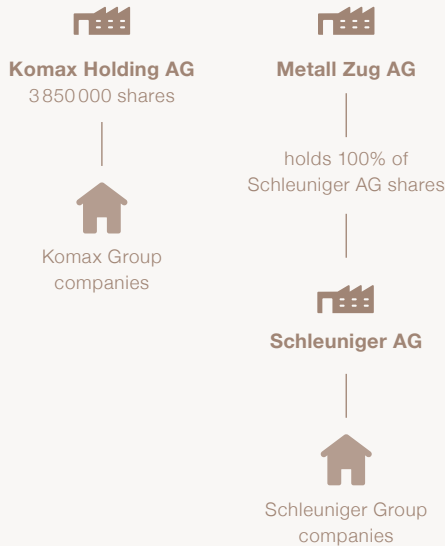 Komax Holding AG
3 850 000 shares
Komax Group
companies
Metall Zug AG
holds 100% of
Schleuniger AG shares
Schleuniger AG
Schleuniger Group
companies